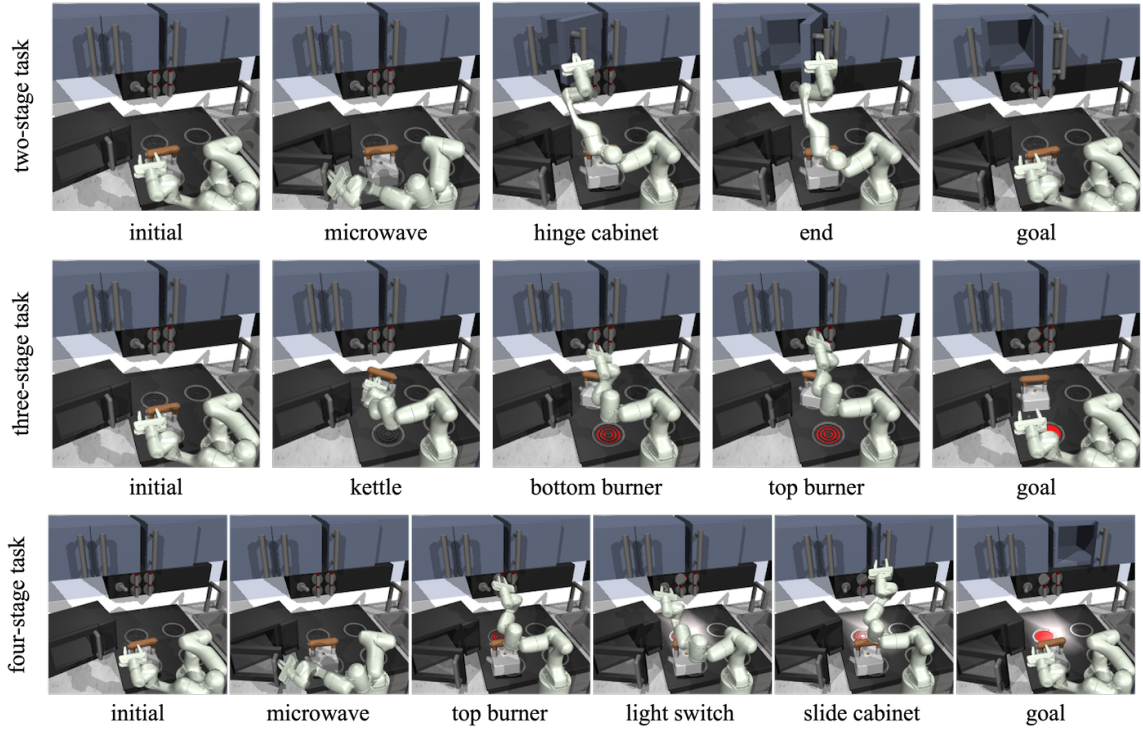 two-stage task
initial
microwave
hinge cabinet
end
goal
three-stage task
initial
kettle
bottom burner
top burner
goal
four-stage task
initial
microwave
top burner
light switch
slide cabinet
goal